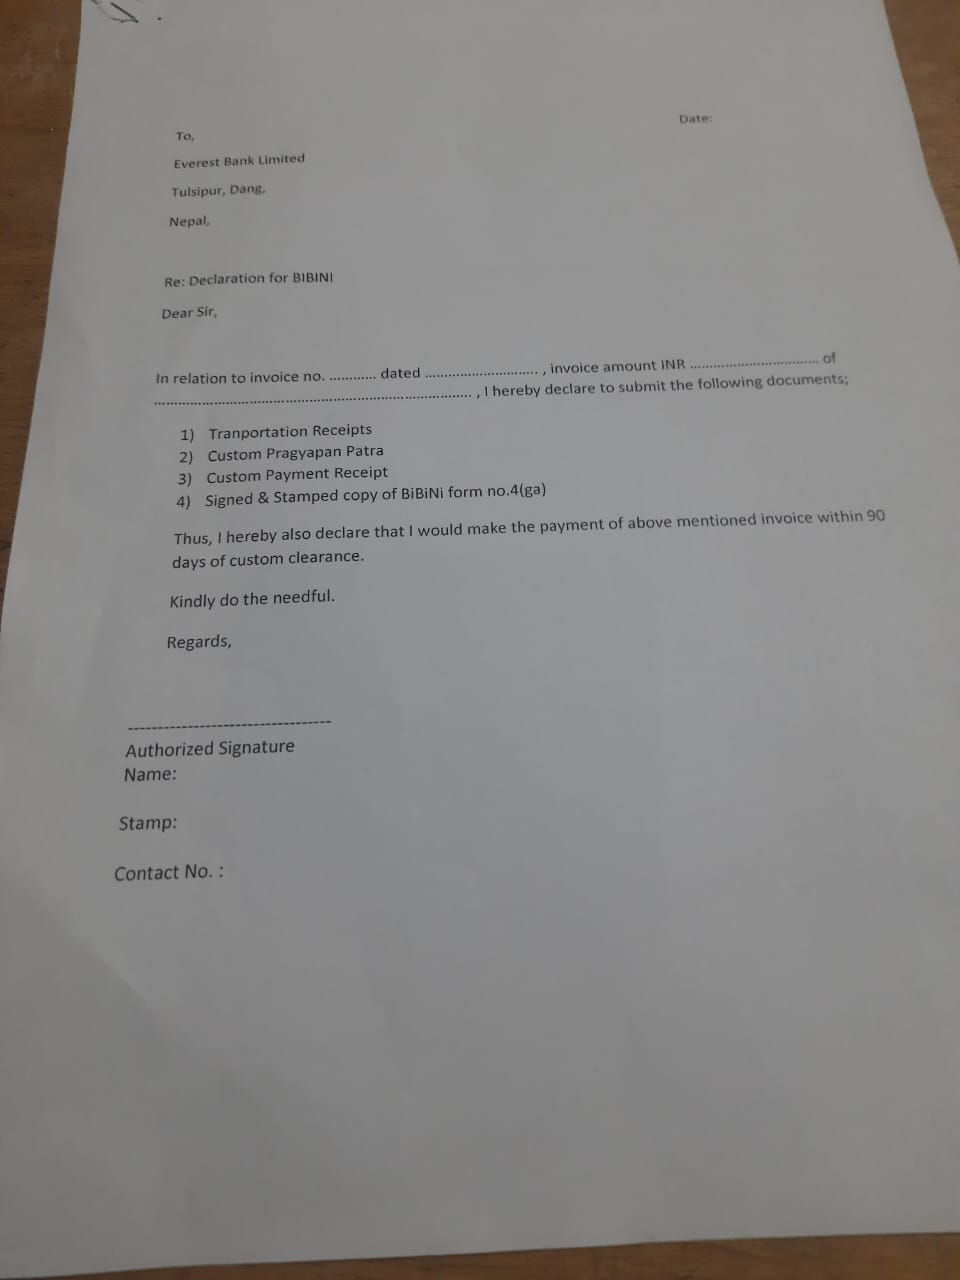 Date:
To,
Everest Bank Limited
Tulsipur, Dang,
Nepal,
Re: Declaration for BIBINI
Dear Sir,
In relation to invoice no. ............ dated ............................. , invoice amount INR ................................. of
................................................................................. , I hereby declare to submit the following documents;
1) Tranportation Receipts
2) Custom Pragyapan Patra
3) Custom Payment Receipt
4) Signed & Stamped copy of BiBiNi form no.4(ga)
Thus, I hereby also declare that I would make the payment of above mentioned invoice within 90
days of custom clearance.
Kindly do the needful.
Regards,
----------------------------------
Authorized Signature
Name:
Stamp:
Contact No. :